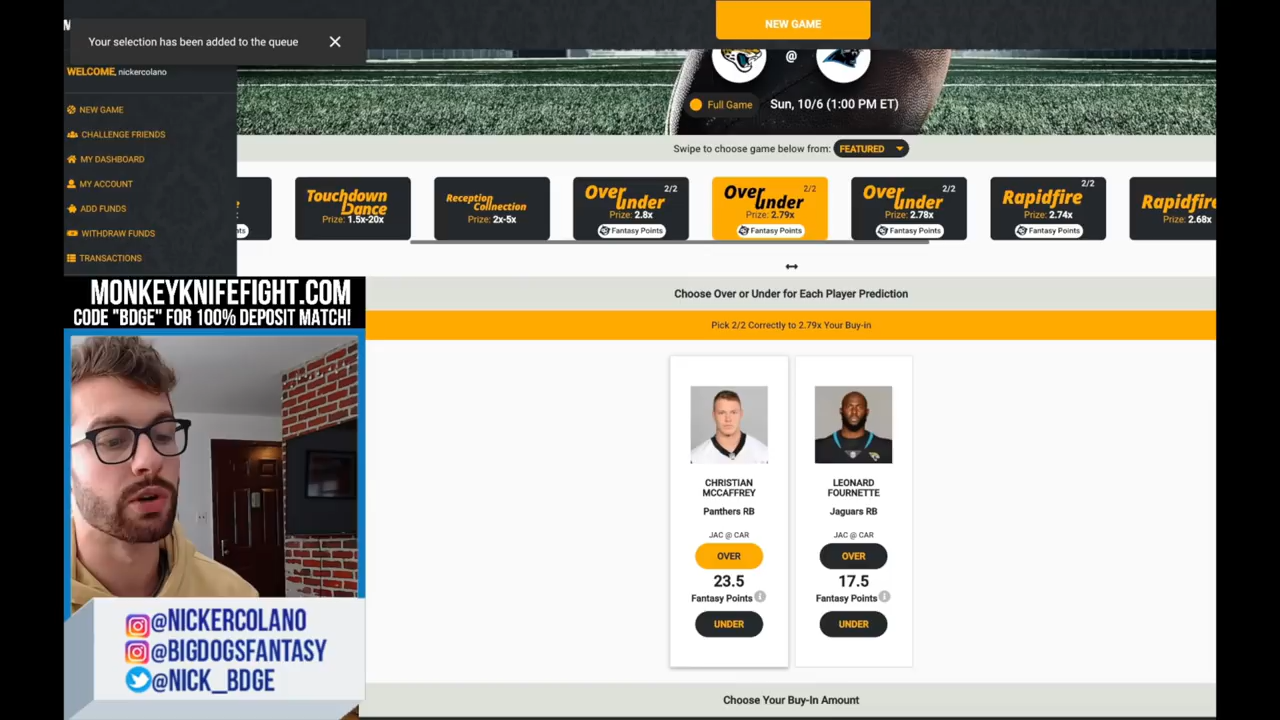 NEW GAME
Your selection has been added to the queue
WELCOME, nickercolano
NEW GAME
CHALLENGE FRIENDS
MY DASHBOARD
MY ACCOUNT
ADD FUNDS
WITHDRAW FUNDS
TRANSACTIONS
@
Full Game Sun, 10/6 (1:00 PM ET)
Swipe to choose game below from: FEATURED
Touchdown
Dance
Prize: 1.5x-20x
Reception
Connection
Prize: 2x-5x
Over
Under
2/2
Prize: 2.8x
Fantasy Points
Over
Under
2/2
Prize: 2.79x
Fantasy Points
Over
Under
2/2
Prize: 2.78x
Fantasy Points
2/2
Rapidfire
Prize: 2.74x
Fantasy Points
Rapidfire
Prize: 2.68x
Choose Over or Under for Each Player Prediction
Pick 2/2 Correctly to 2.79x Your Buy-in
CHRISTIAN
MCCAFFREY
Panthers RB
JAC @ CAR
OVER
23.5
Fantasy Points
UNDER
LEONARD
FOURNETTE
Jaguars RB
JAC @ CAR
OVER
17.5
Fantasy Points
UNDER
Choose Your Buy-In Amount
MONKEYKNIFEFIGHT.COM
CODE "BDGE" FOR 100% DEPOSIT MATCH!
@NICKERCOLANO
@BIGDOGSFANTASY
@NICK_BDGE